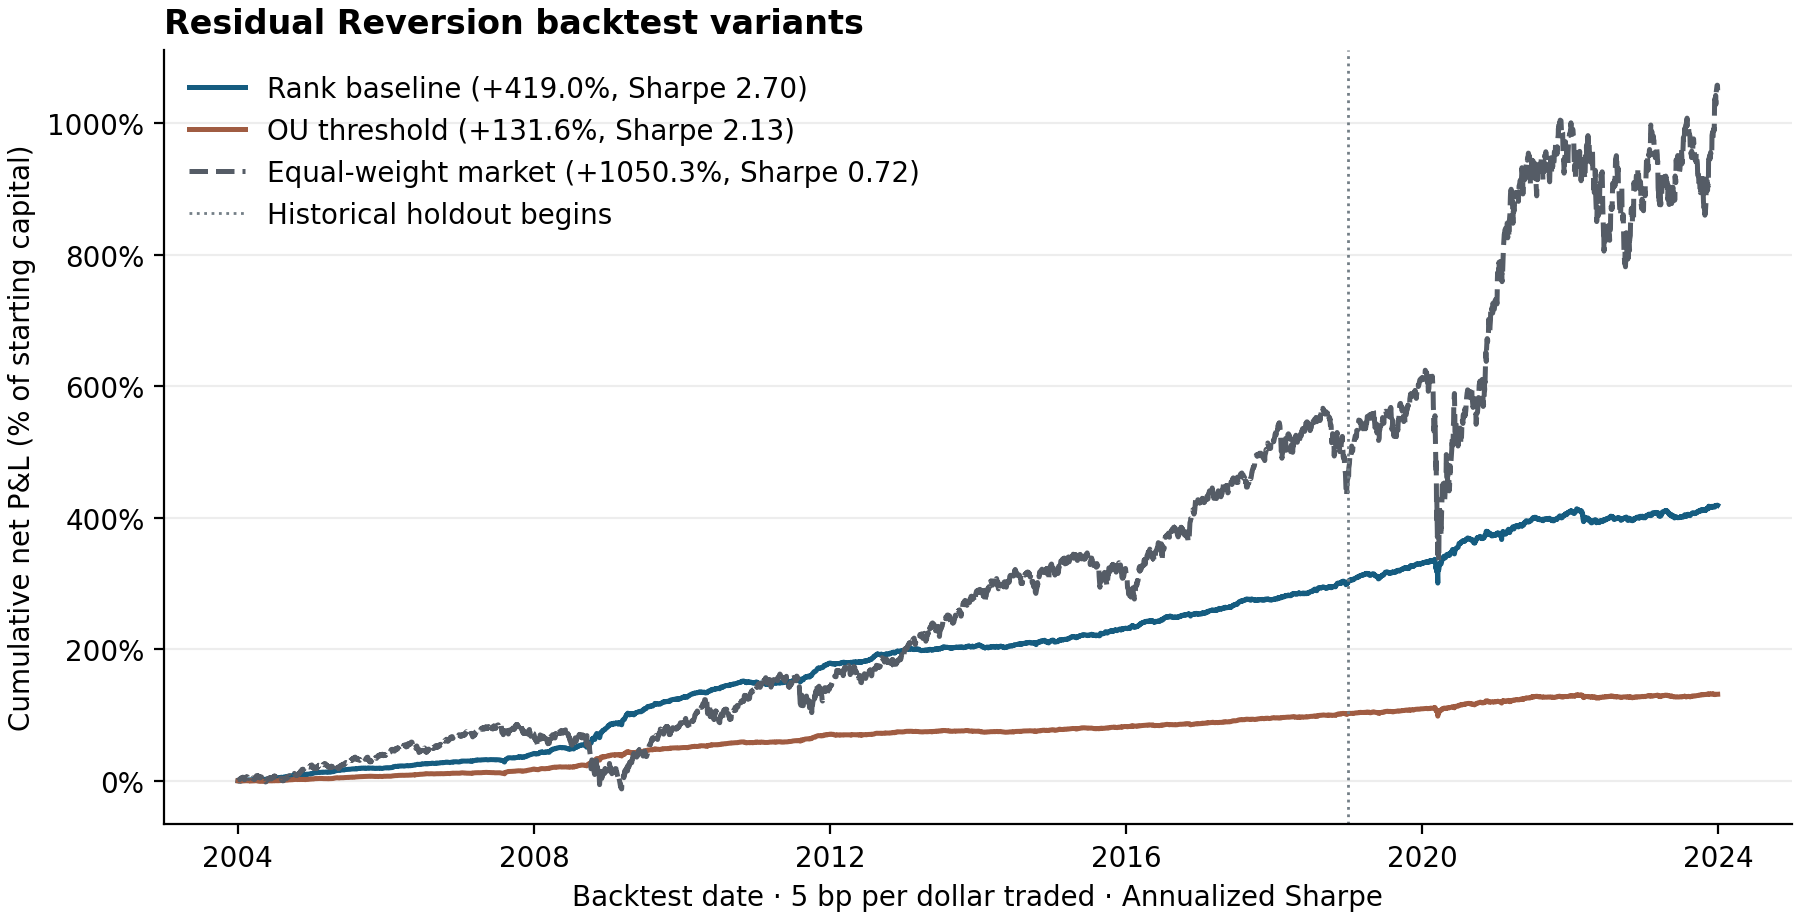 Residual Reversion backtest variants
Rank baseline (+419.0%, Sharpe 2.70)
OU threshold (+131.6%, Sharpe 2.13)
Equal-weight market (+1050.3%, Sharpe 0.72)
Historical holdout begins
Cumulative net P&L (% of starting capital)
1000%
800%
600%
400%
200%
0%
2004 2008 2012 2016 2020 2024
Backtest date · 5 bp per dollar traded · Annualized Sharpe